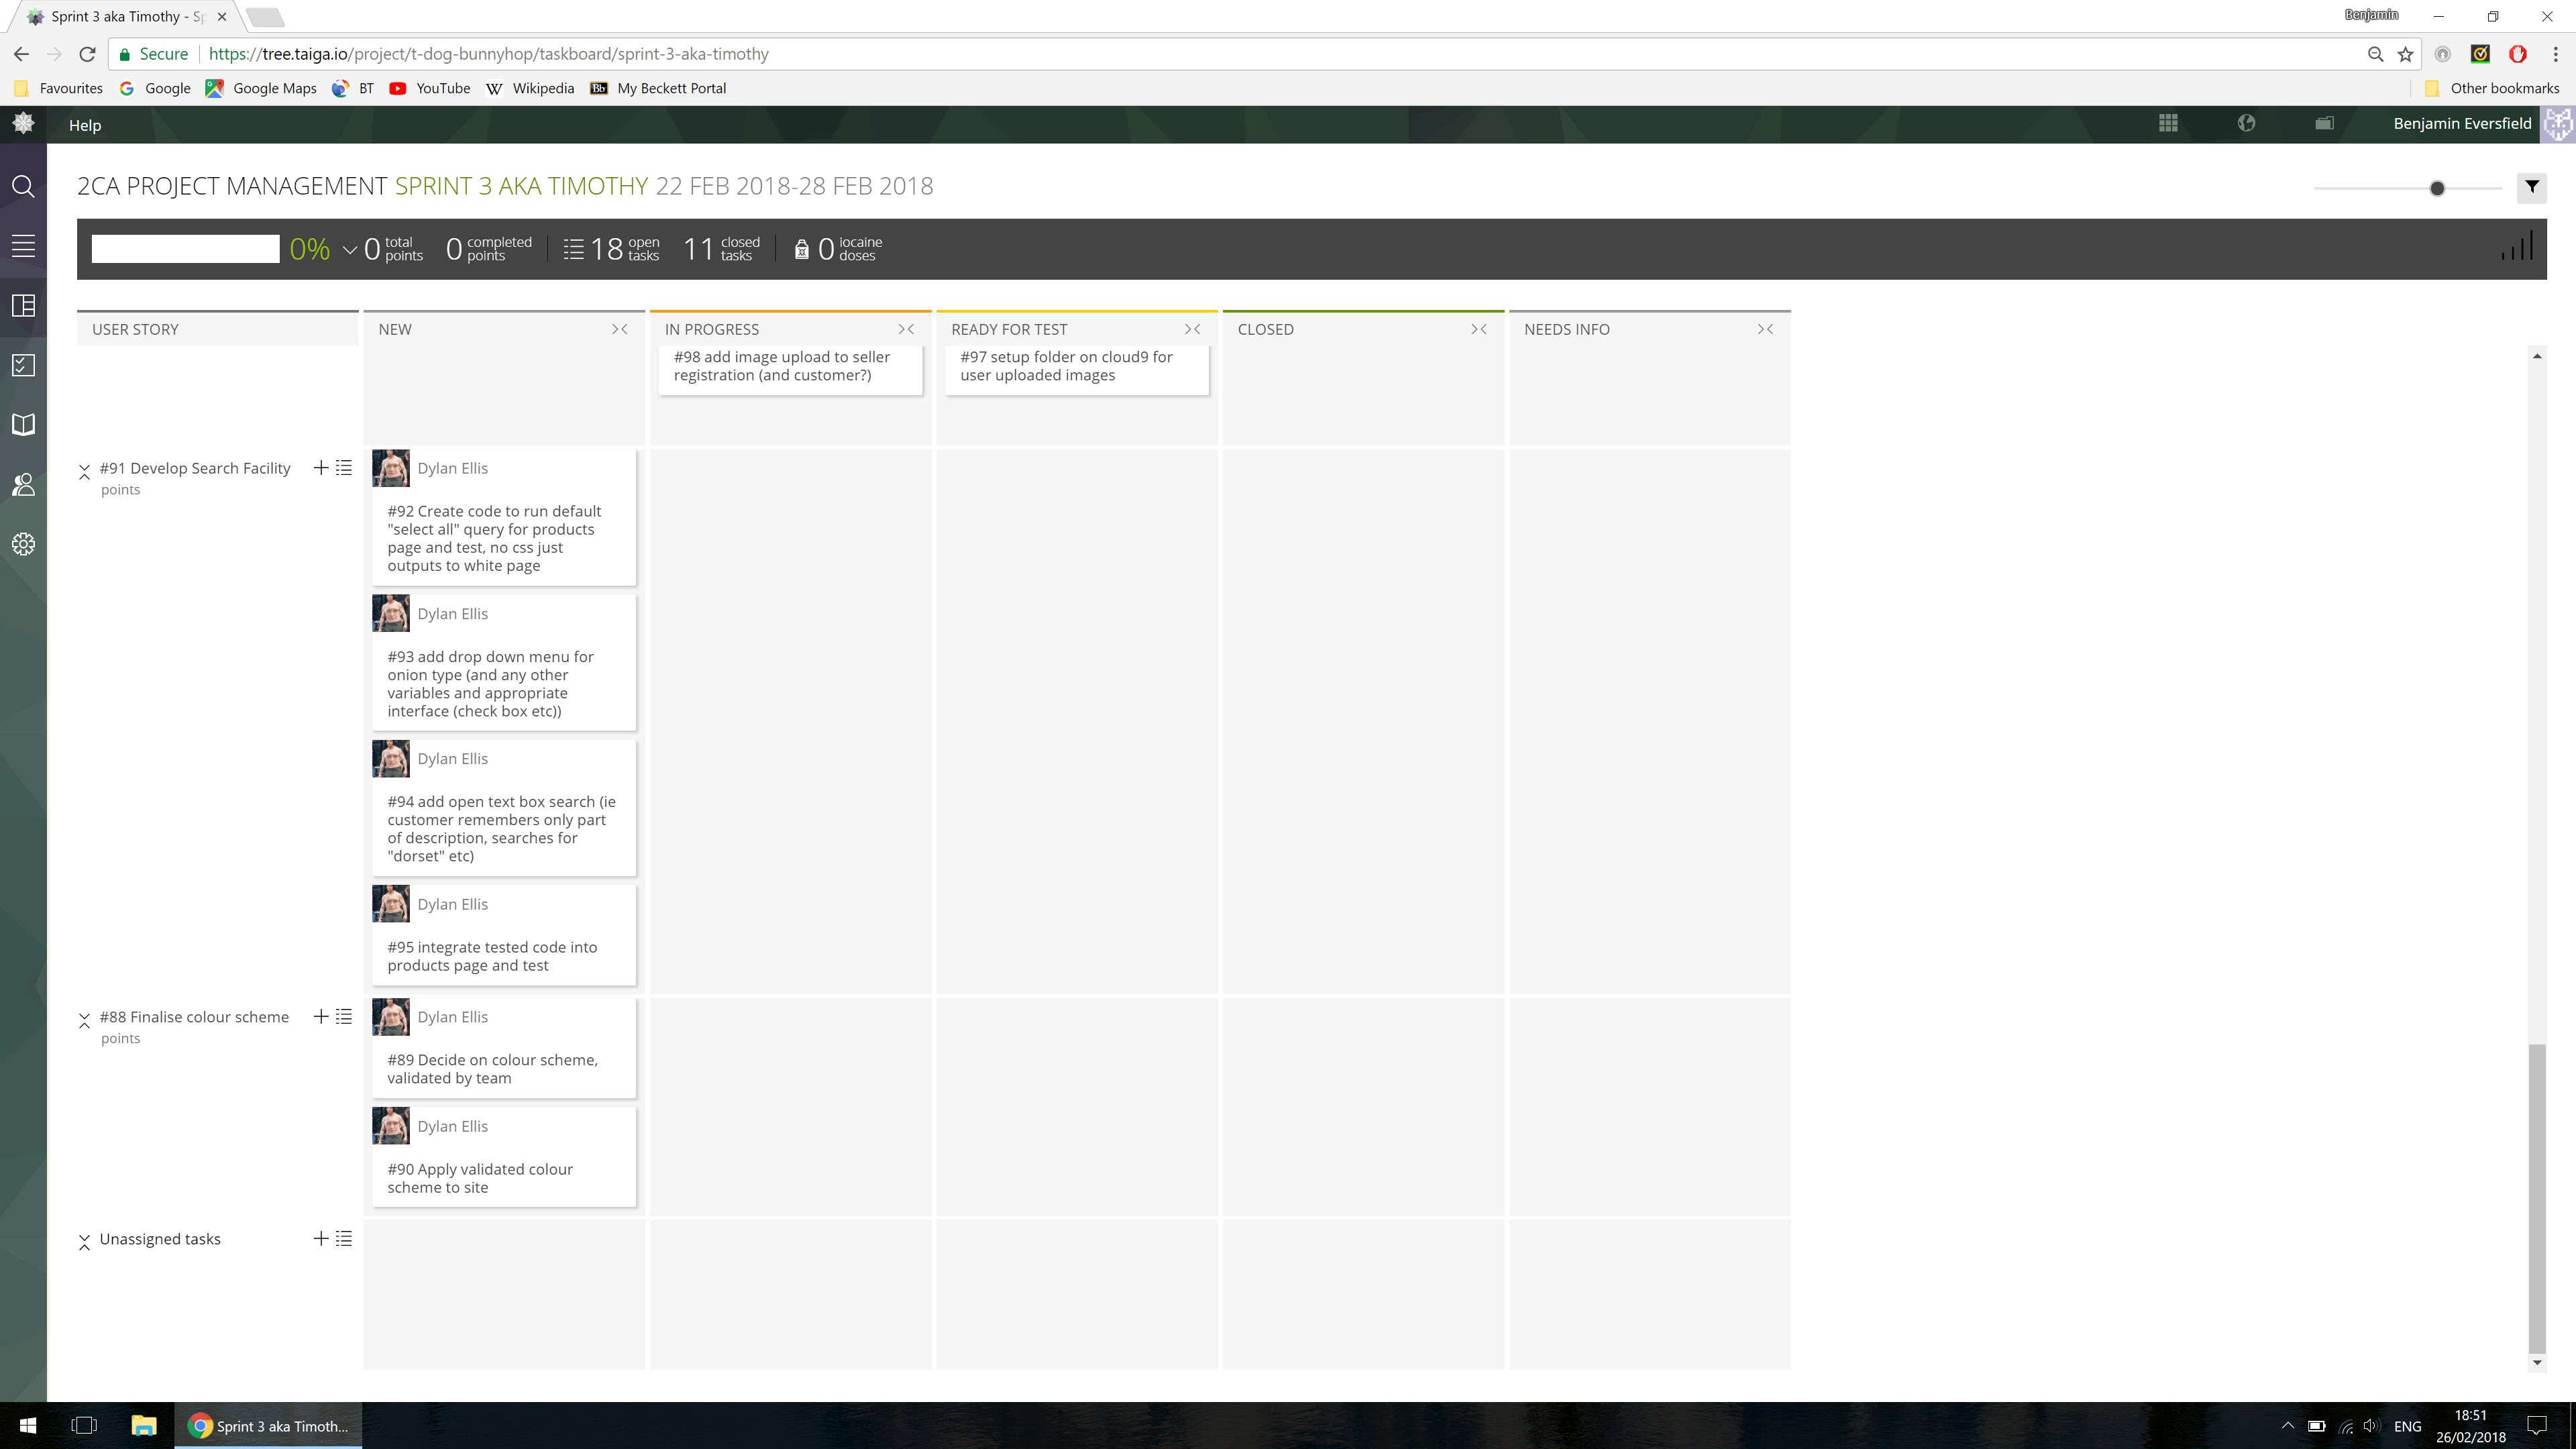 Sprint 3 aka Timothy - Sp
Benjamin
Secure
https://tree.taiga.io/project/t-dog-bunnyhop/taskboard/sprint-3-aka-timothy
Favourites Google Google Maps BT YouTube W Wikipedia Bb My Beckett Portal Other bookmarks
Help
Benjamin Eversfield
2CA PROJECT MANAGEMENT SPRINT 3 AKA TIMOTHY 22 FEB 2018-28 FEB 2018
0% 0 total points 0 completed points 18 open tasks 11 closed tasks 0 iocaine doses
USER STORY NEW IN PROGRESS READY FOR TEST CLOSED NEEDS INFO
#98 add image upload to seller
registration (and customer?)
#97 setup folder on cloud9 for
user uploaded images
#91 Develop Search Facility
points
Dylan Ellis
#92 Create code to run default
"select all" query for products
page and test, no css just
outputs to white page
Dylan Ellis
#93 add drop down menu for
onion type (and any other
variables and appropriate
interface (check box etc))
Dylan Ellis
#94 add open text box search (ie
customer remembers only part
of description, searches for
"dorset" etc)
Dylan Ellis
#95 integrate tested code into
products page and test
#88 Finalise colour scheme
points
Dylan Ellis
#89 Decide on colour scheme,
validated by team
Dylan Ellis
#90 Apply validated colour
scheme to site
Unassigned tasks
Sprint 3 aka Timoth...
ENG
18:51
26/02/2018